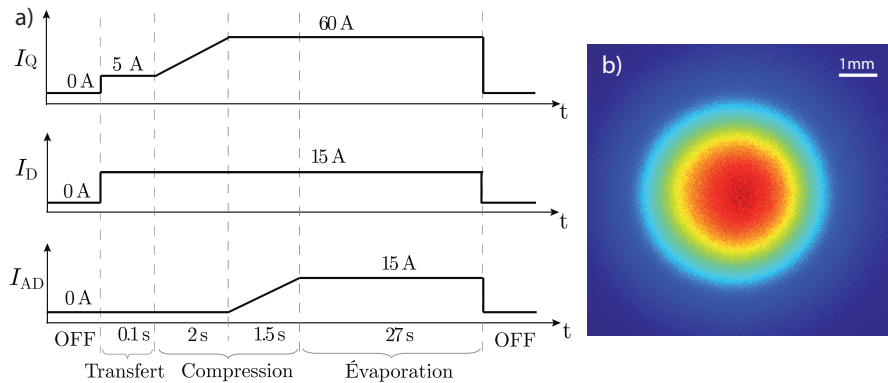 a)
60 A
I_Q
5 A
0 A
t
b)
1mm
I_D
15 A
0 A
t
I_AD
15 A
0 A
t
OFF 0.1 s 2 s 1.5 s 27 s OFF
Transfert Compression Évaporation